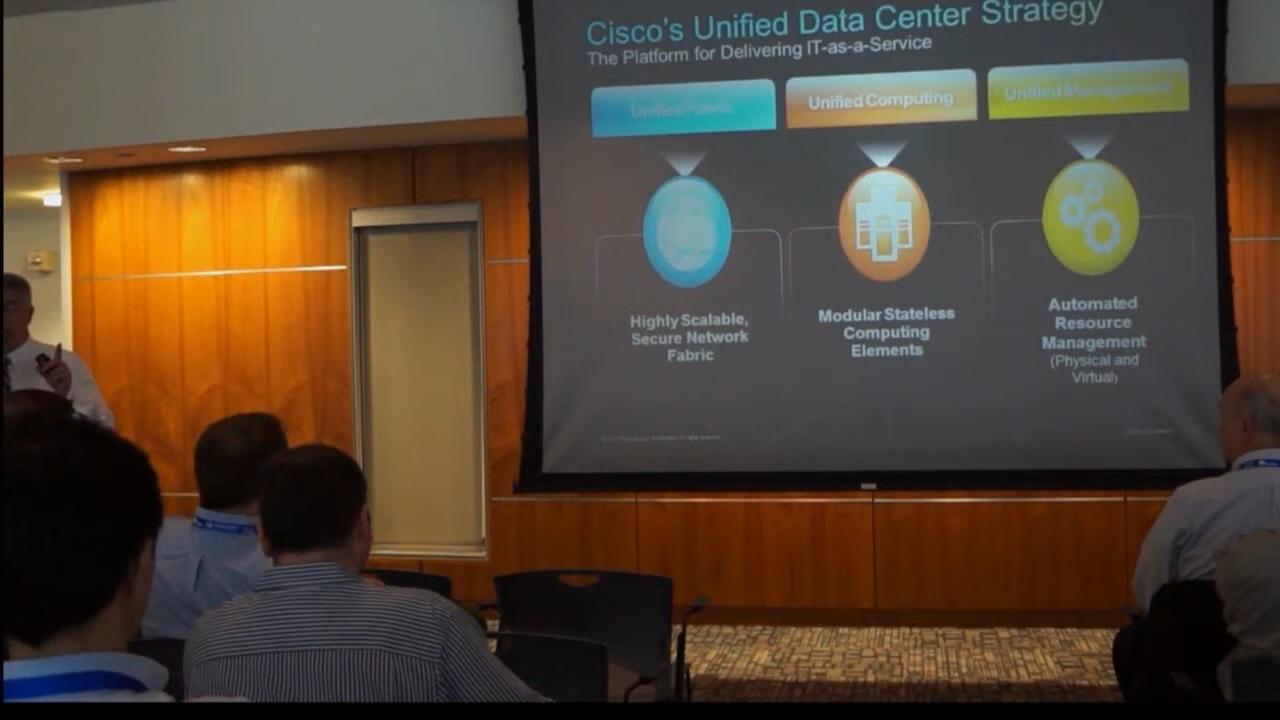 Cisco's Unified Data Center Strategy
The Platform for Delivering IT-as-a-Service
Unified Fabric
Unified Computing
Unified Management
Highly Scalable,
Secure Network
Fabric
Modular Stateless
Computing
Elements
Automated
Resource
Management
(Physical and
Virtual)